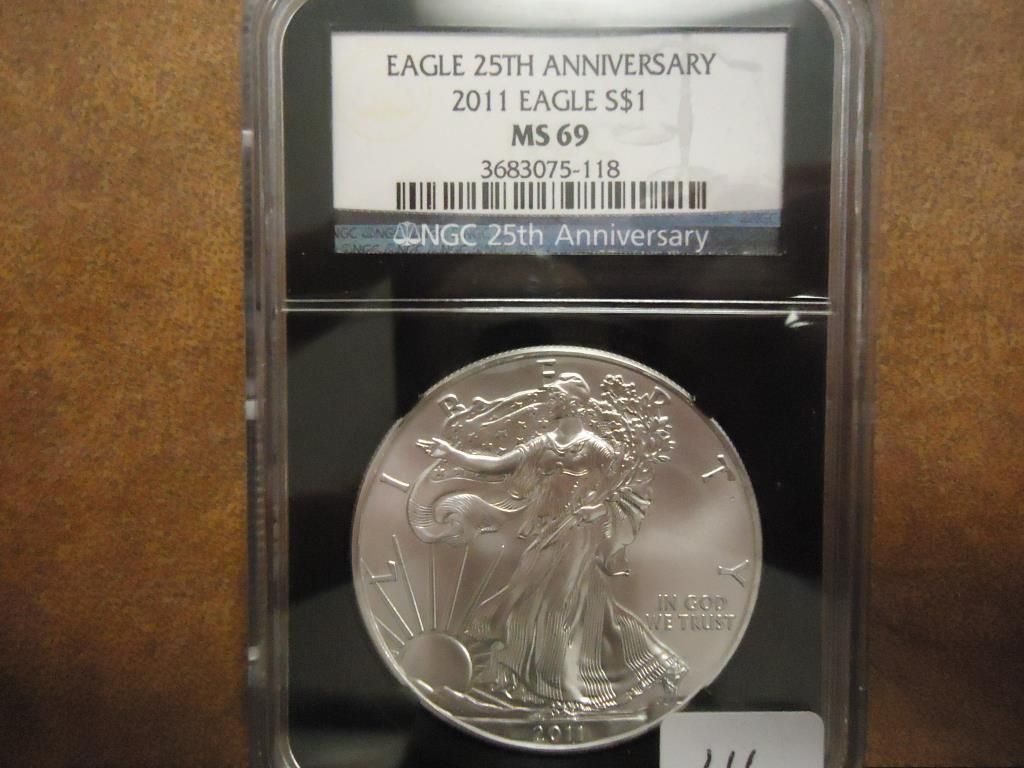 EAGLE 25TH ANNIVERSARY
2011 EAGLE S$1
MS 69
3683075-118
NGC 25th Anniversary
LIBERTY
IN GOD
WE TRUST
2011